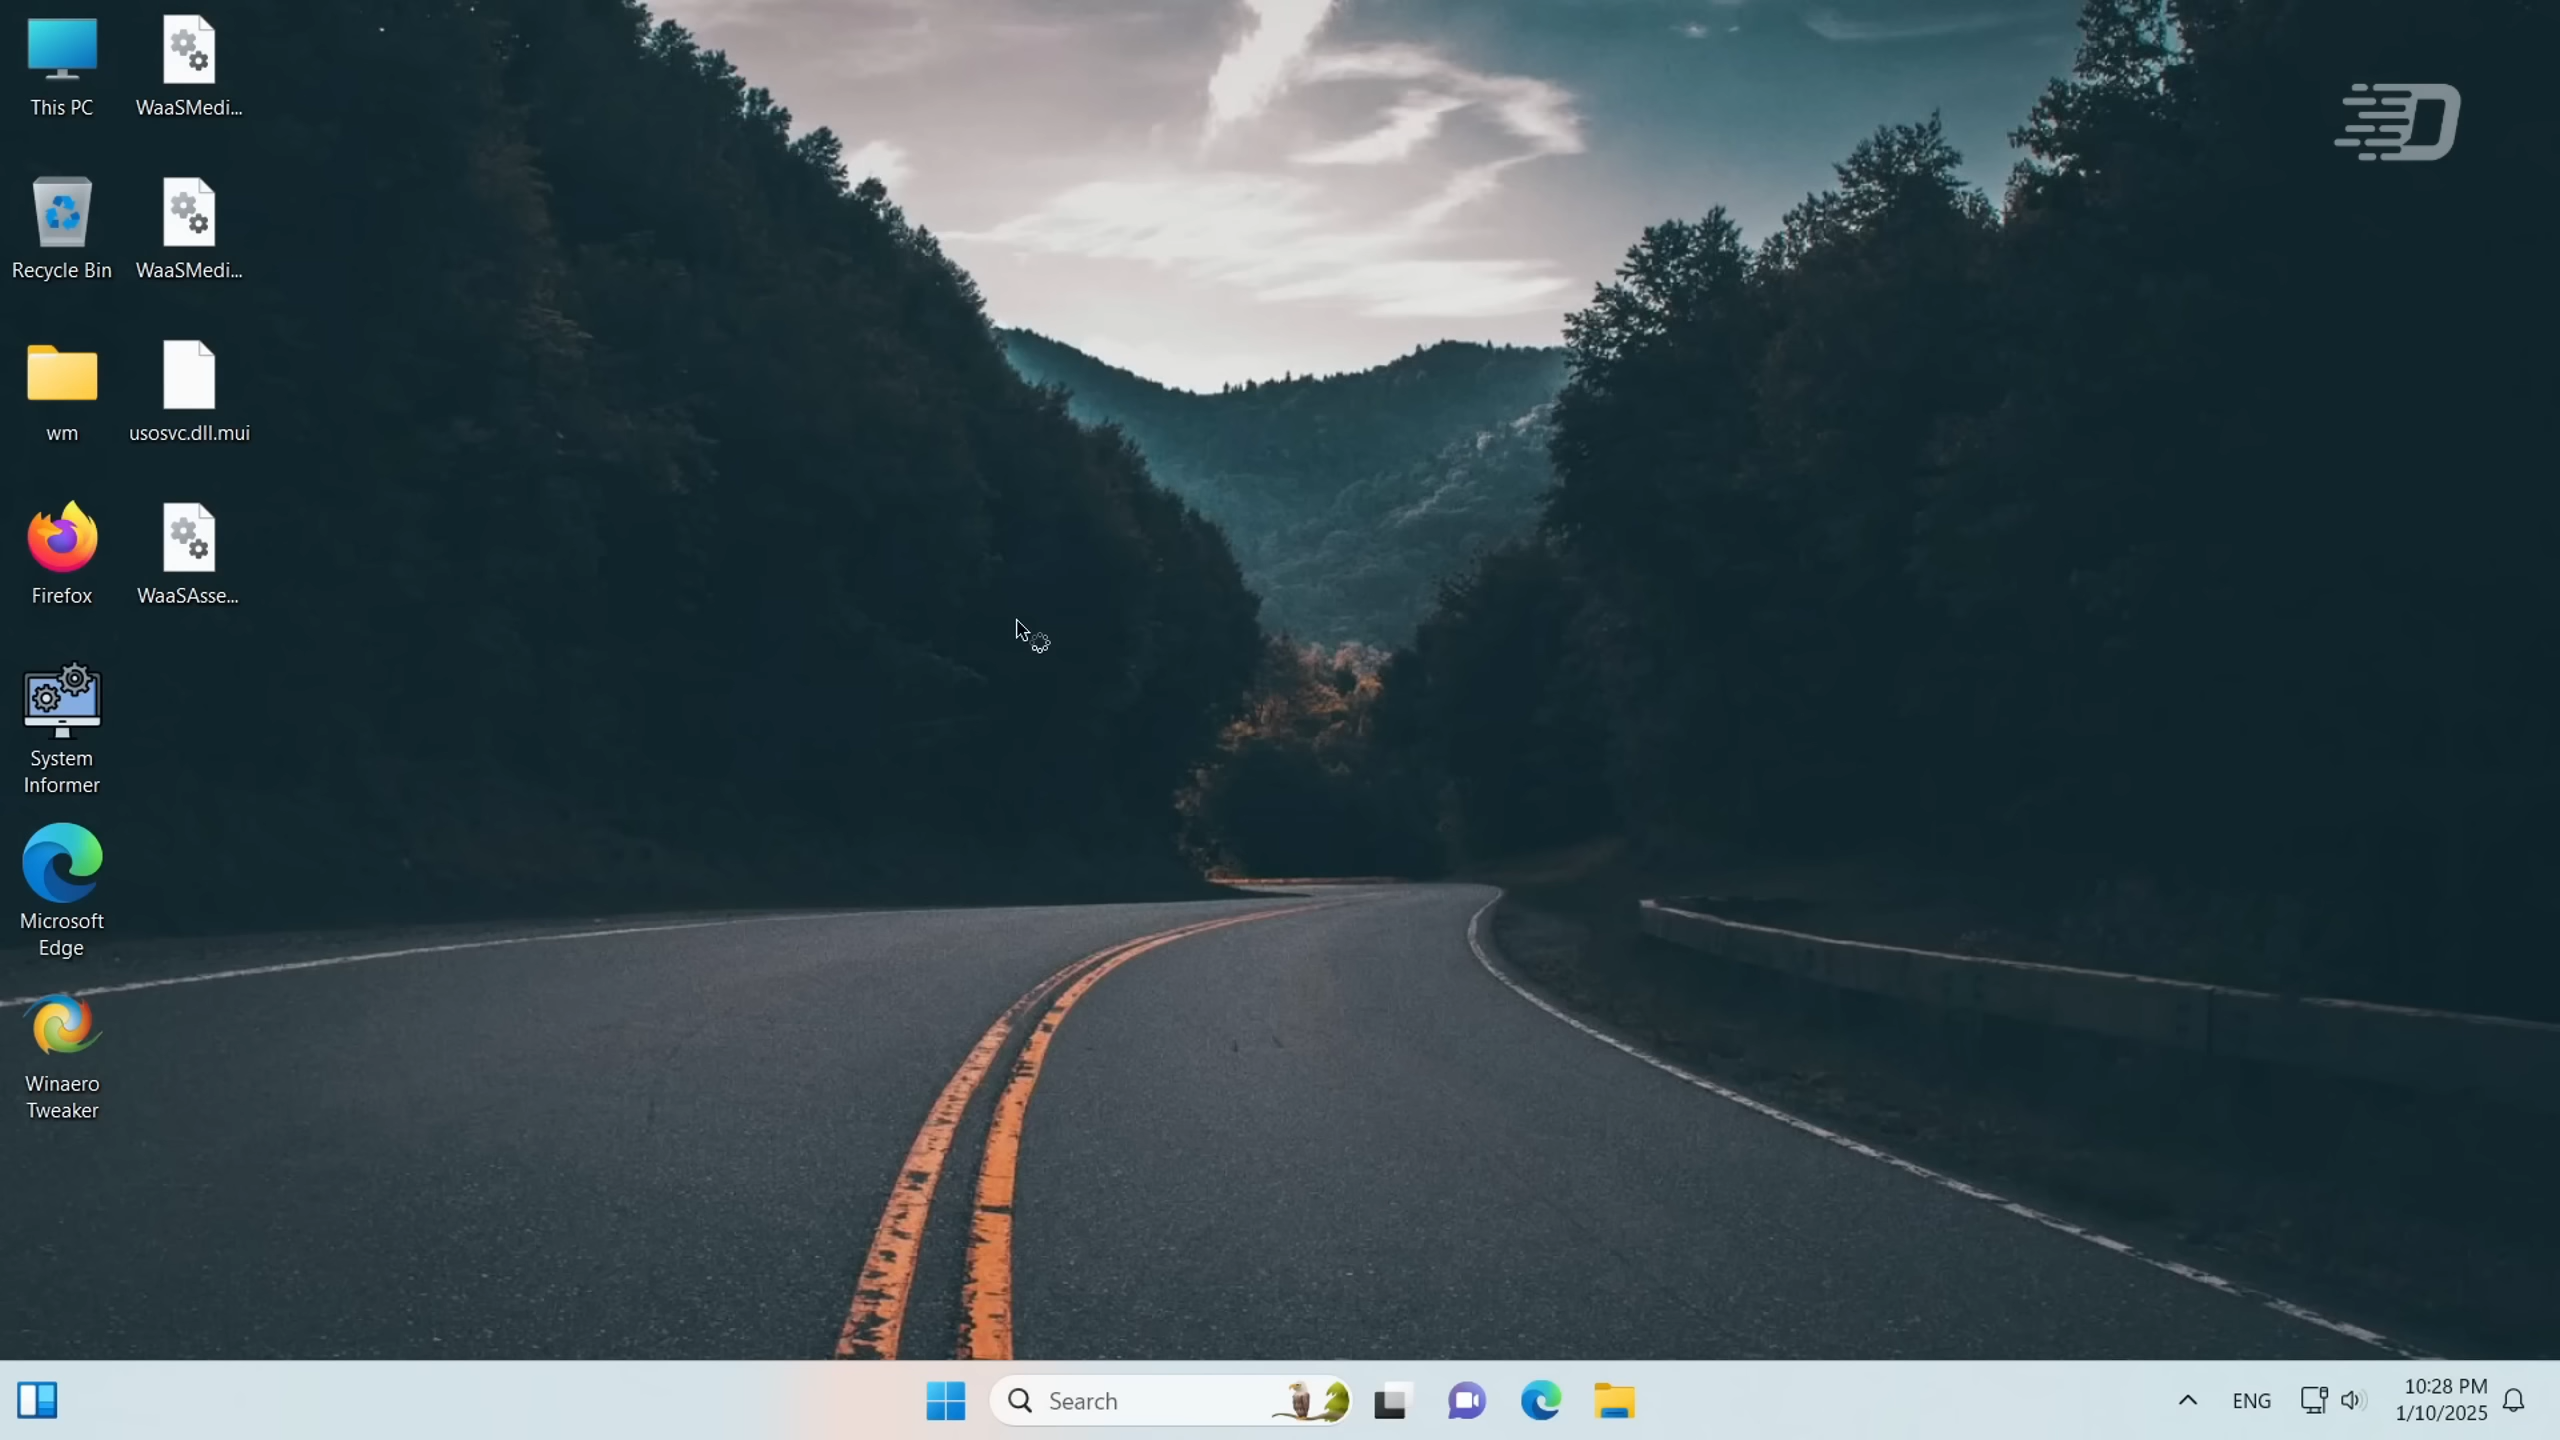 This PC
WaaSMedi...
Recycle Bin
WaaSMedi...
wm
usosvc.dll.mui
Firefox
WaaSAsse...
System
Informer
Microsoft
Edge
Winaero
Tweaker
D
Search
ENG
10:28 PM
1/10/2025